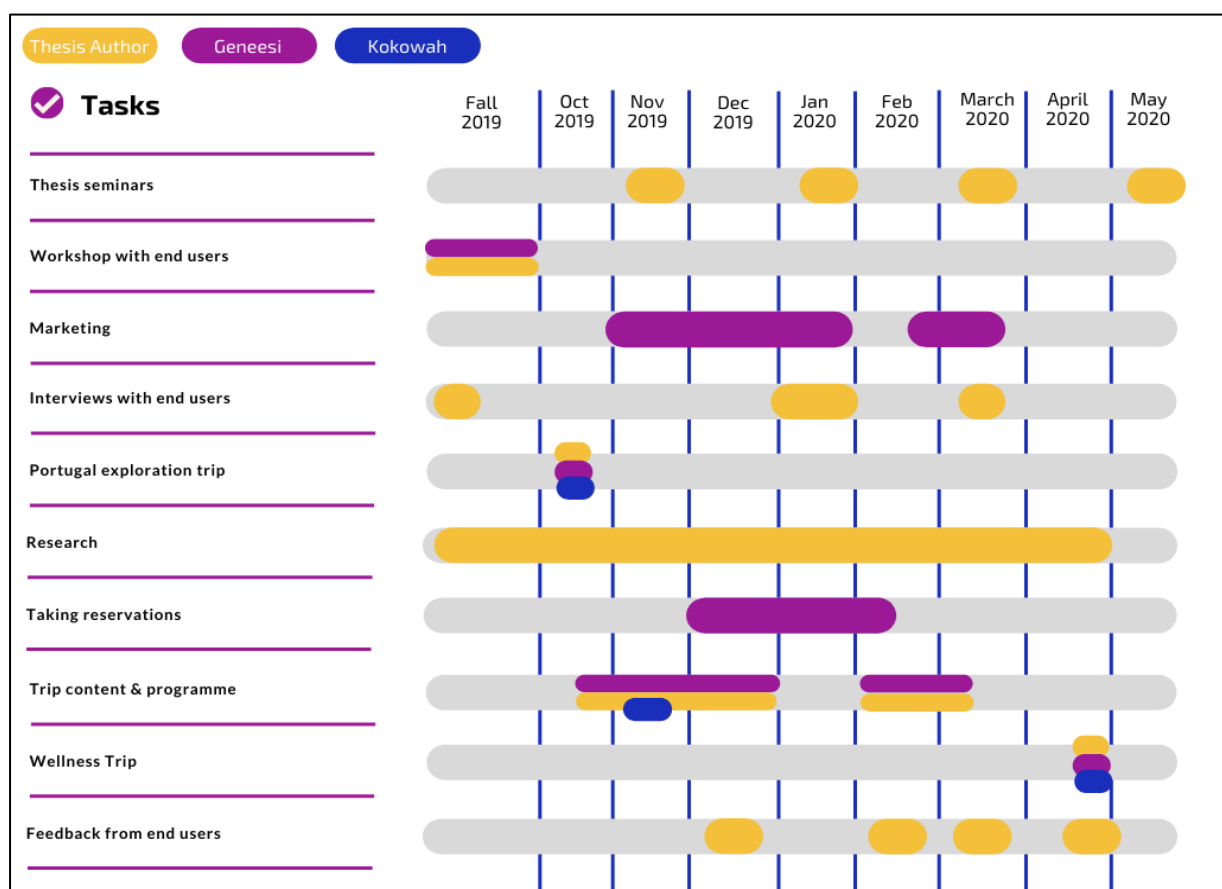 Thesis Author
Geneesi
Kokowah
Tasks
Fall
2019
Oct
2019
Nov
2019
Dec
2019
Jan
2020
Feb
2020
March
2020
April
2020
May
2020
Thesis seminars
Workshop with end users
Marketing
Interviews with end users
Portugal exploration trip
Research
Taking reservations
Trip content & programme
Wellness Trip
Feedback from end users